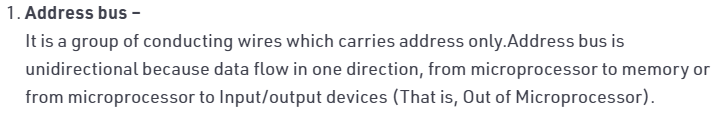 1. Address bus –
It is a group of conducting wires which carries address only.Address bus is
unidirectional because data flow in one direction, from microprocessor to memory or
from microprocessor to Input/output devices (That is, Out of Microprocessor).